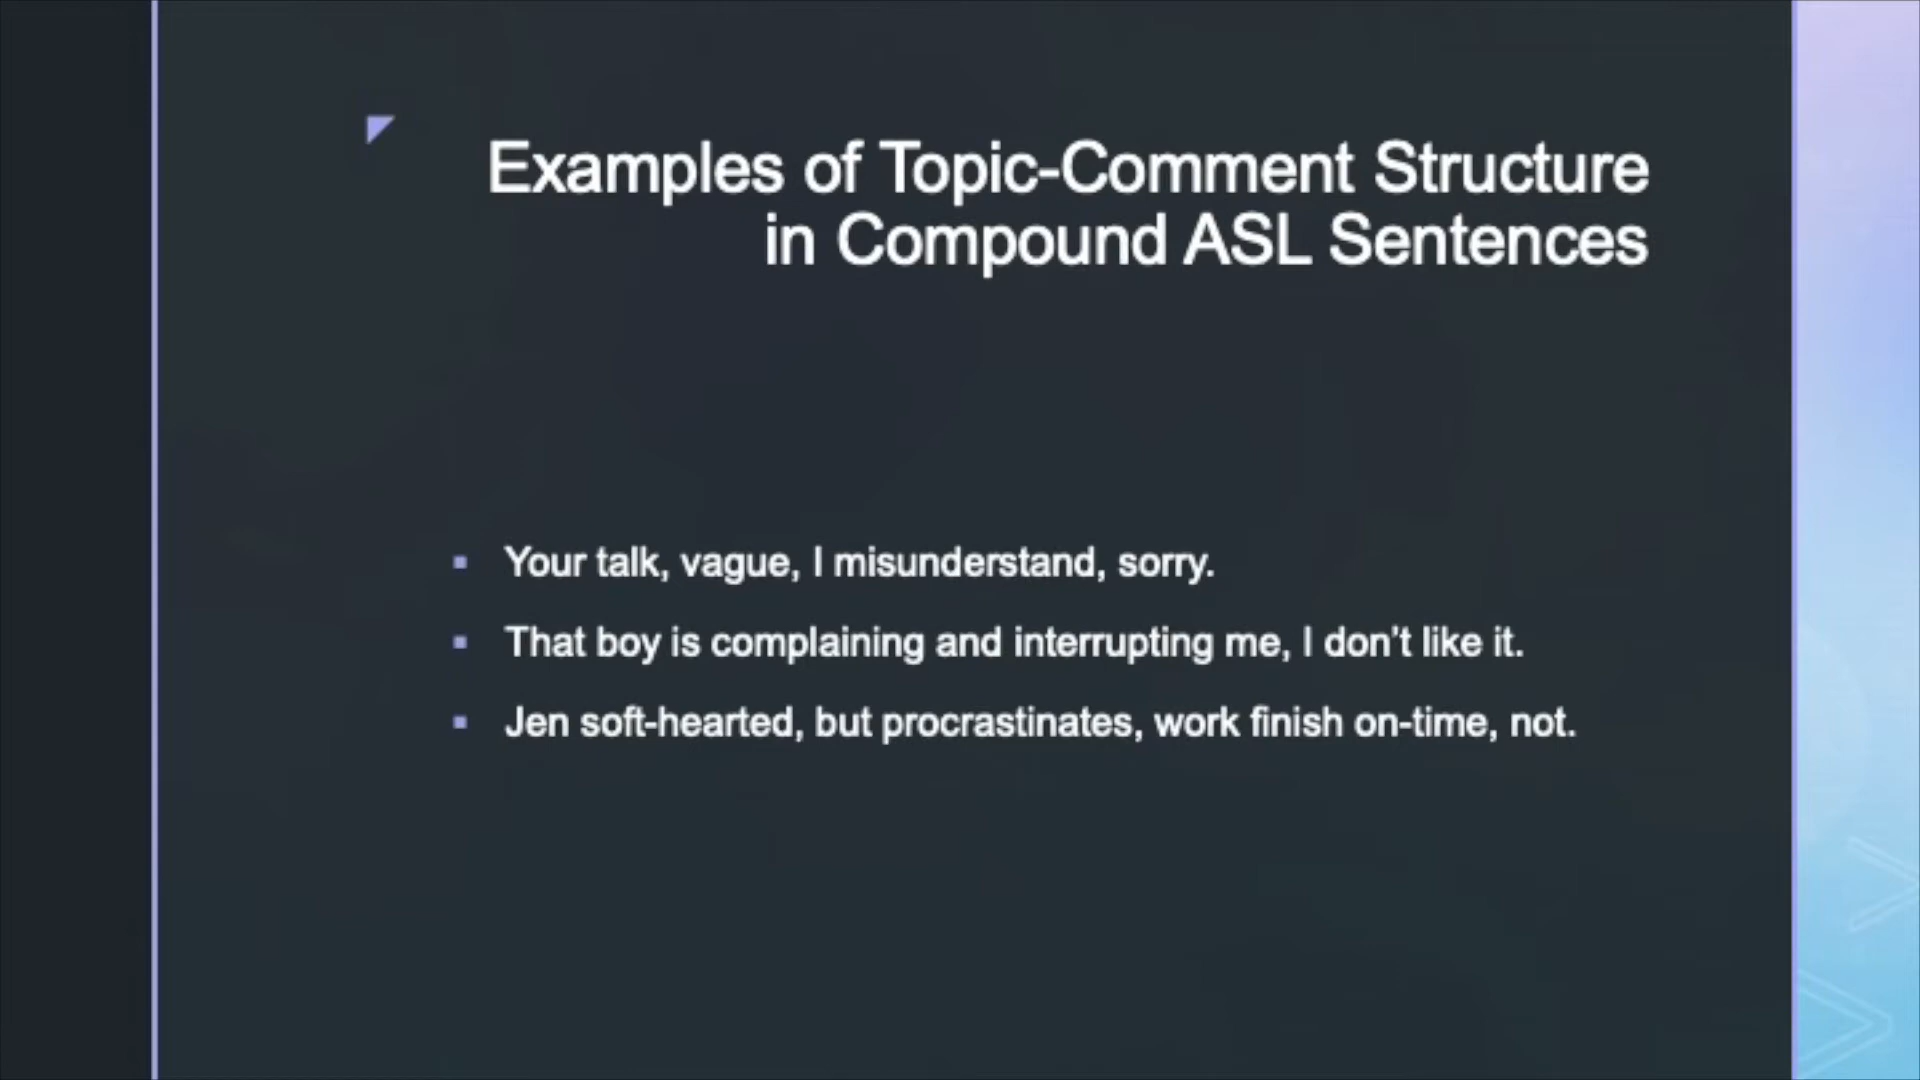 Examples of Topic-Comment Structure
in Compound ASL Sentences
Your talk, vague, I misunderstand, sorry.
That boy is complaining and interrupting me, I don't like it.
Jen soft-hearted, but procrastinates, work finish on-time, not.